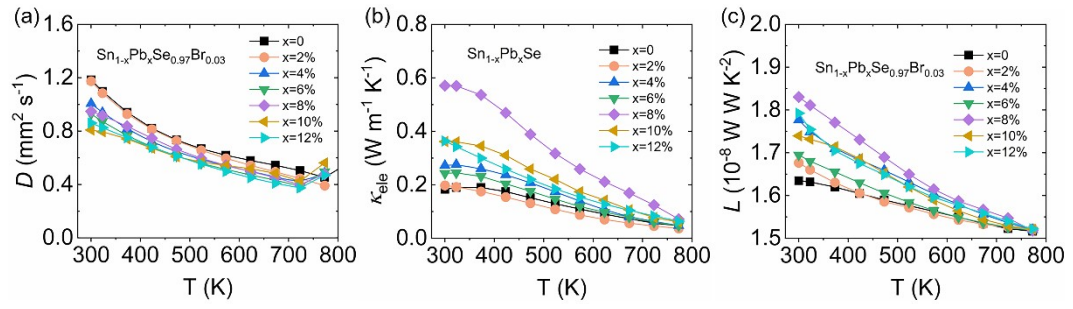 (a)
D (mm² s⁻¹)
1.6
1.2
0.8
0.4
0.0
Sn₁₋ₓPbₓSe₀.₉₇Br₀.₀₃
x=0
x=2%
x=4%
x=6%
x=8%
x=10%
x=12%
300 400 500 600 700 800
T (K)
(b)
κele (W m⁻¹ K⁻¹)
0.8
0.6
0.4
0.2
0.0
Sn₁₋ₓPbₓSe
x=0
x=2%
x=4%
x=6%
x=8%
x=10%
x=12%
300 400 500 600 700 800
T (K)
(c)
L (10⁻⁸ W W K⁻²)
2.0
1.9
1.8
1.7
1.6
1.5
Sn₁₋ₓPbₓSe₀.₉₇Br₀.₀₃
x=0
x=2%
x=4%
x=6%
x=8%
x=10%
x=12%
300 400 500 600 700 800
T (K)